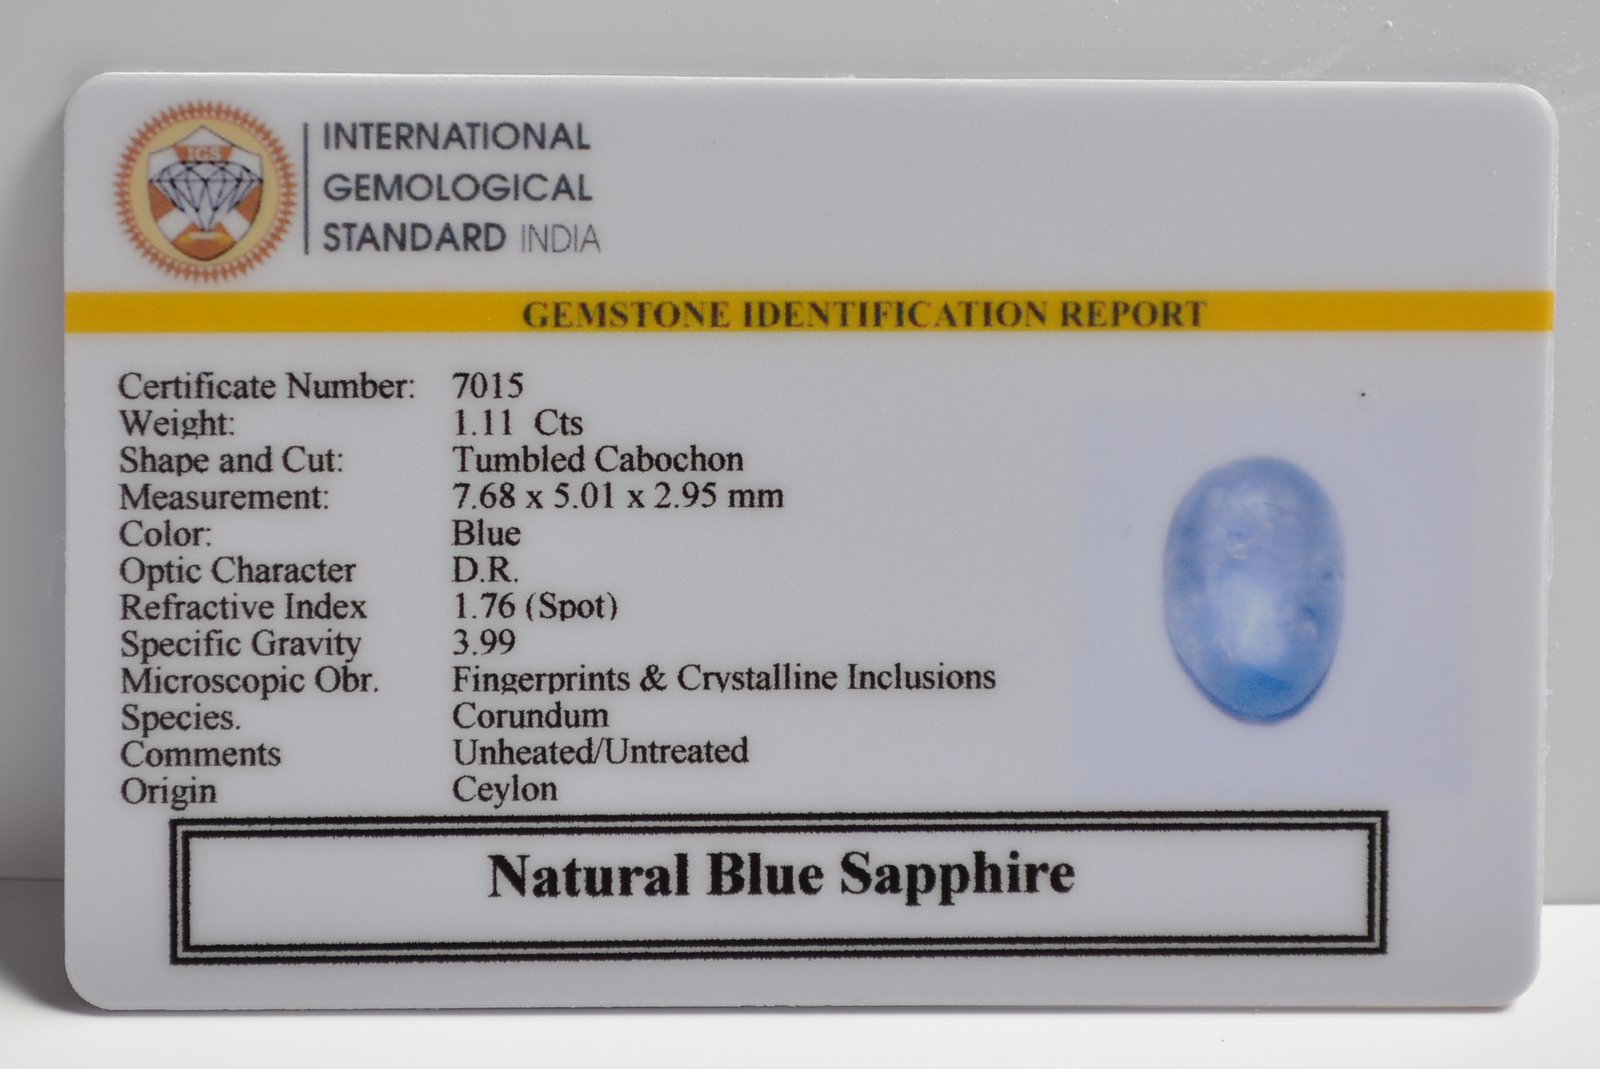 IGS
INTERNATIONAL
GEMOLOGICAL
STANDARD INDIA
GEMSTONE IDENTIFICATION REPORT
Certificate Number: 7015
Weight: 1.11 Cts
Shape and Cut: Tumbled Cabochon
Measurement: 7.68 x 5.01 x 2.95 mm
Color: Blue
Optic Character D.R.
Refractive Index 1.76 (Spot)
Specific Gravity 3.99
Microscopic Obr. Fingerprints & Crystalline Inclusions
Species. Corundum
Comments Unheated/Untreated
Origin Ceylon
Natural Blue Sapphire